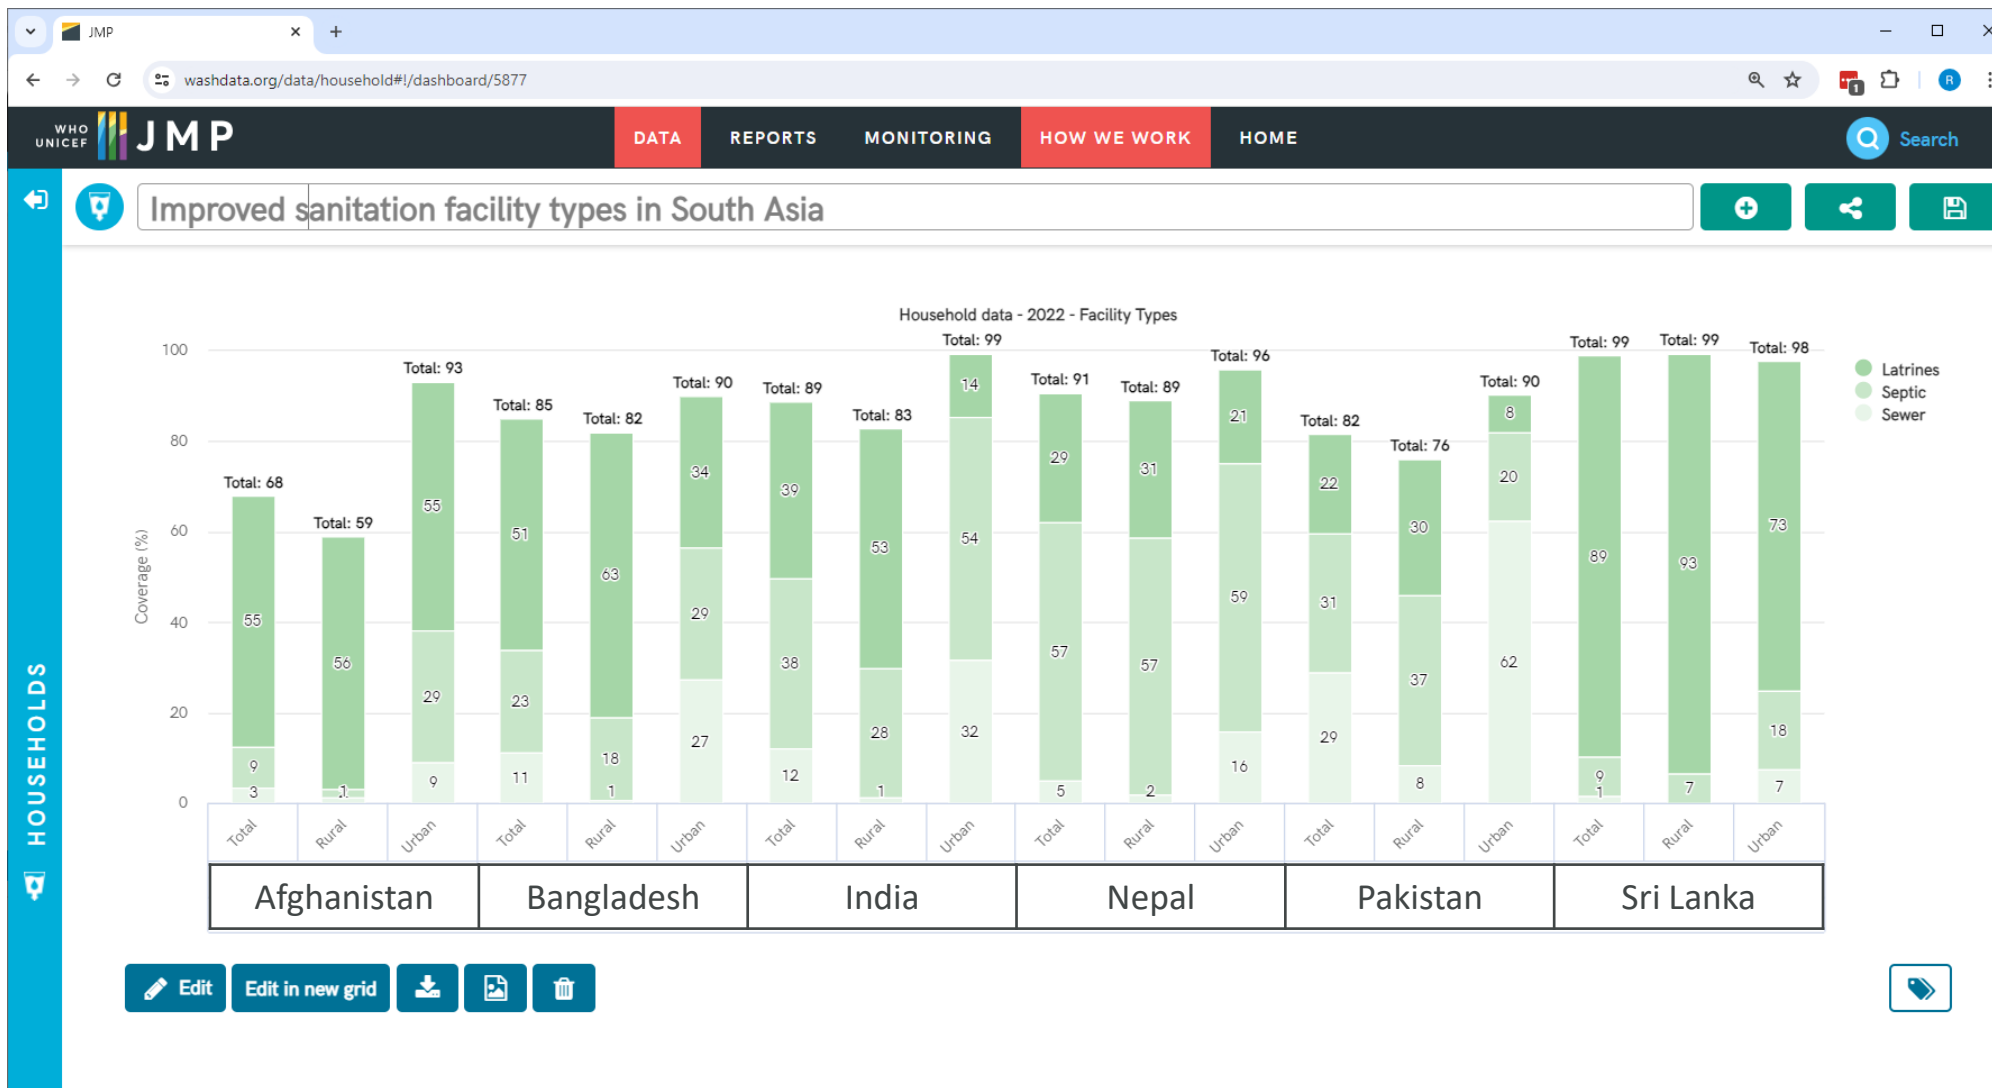 JMP
washdata.org/data/household#!/dashboard/5877
1
R
WHO
UNICEF
JMP
DATA
REPORTS
MONITORING
HOW WE WORK
HOME
Search
Improved sanitation facility types in South Asia
HOUSEHOLDS
Household data - 2022 - Facility Types
Coverage (%)
100
80
60
40
20
0
Total: 68
55
9
3
Total: 59
56
1
Total: 93
55
29
9
Total: 85
51
23
11
Total: 82
63
18
1
Total: 90
34
29
27
Total: 89
39
38
12
Total: 83
53
28
1
Total: 99
14
54
32
Total: 91
29
57
5
Total: 89
31
57
2
Total: 96
21
59
16
Total: 82
22
31
29
Total: 76
30
37
8
Total: 90
8
20
62
Total: 99
89
9
1
Total: 99
93
7
Total: 98
73
18
7
Latrines
Septic
Sewer
Total Rural Urban Total Rural Urban Total Rural Urban Total Rural Urban Total Rural Urban Total Rural Urban
Afghanistan Bangladesh India Nepal Pakistan Sri Lanka
Edit
Edit in new grid